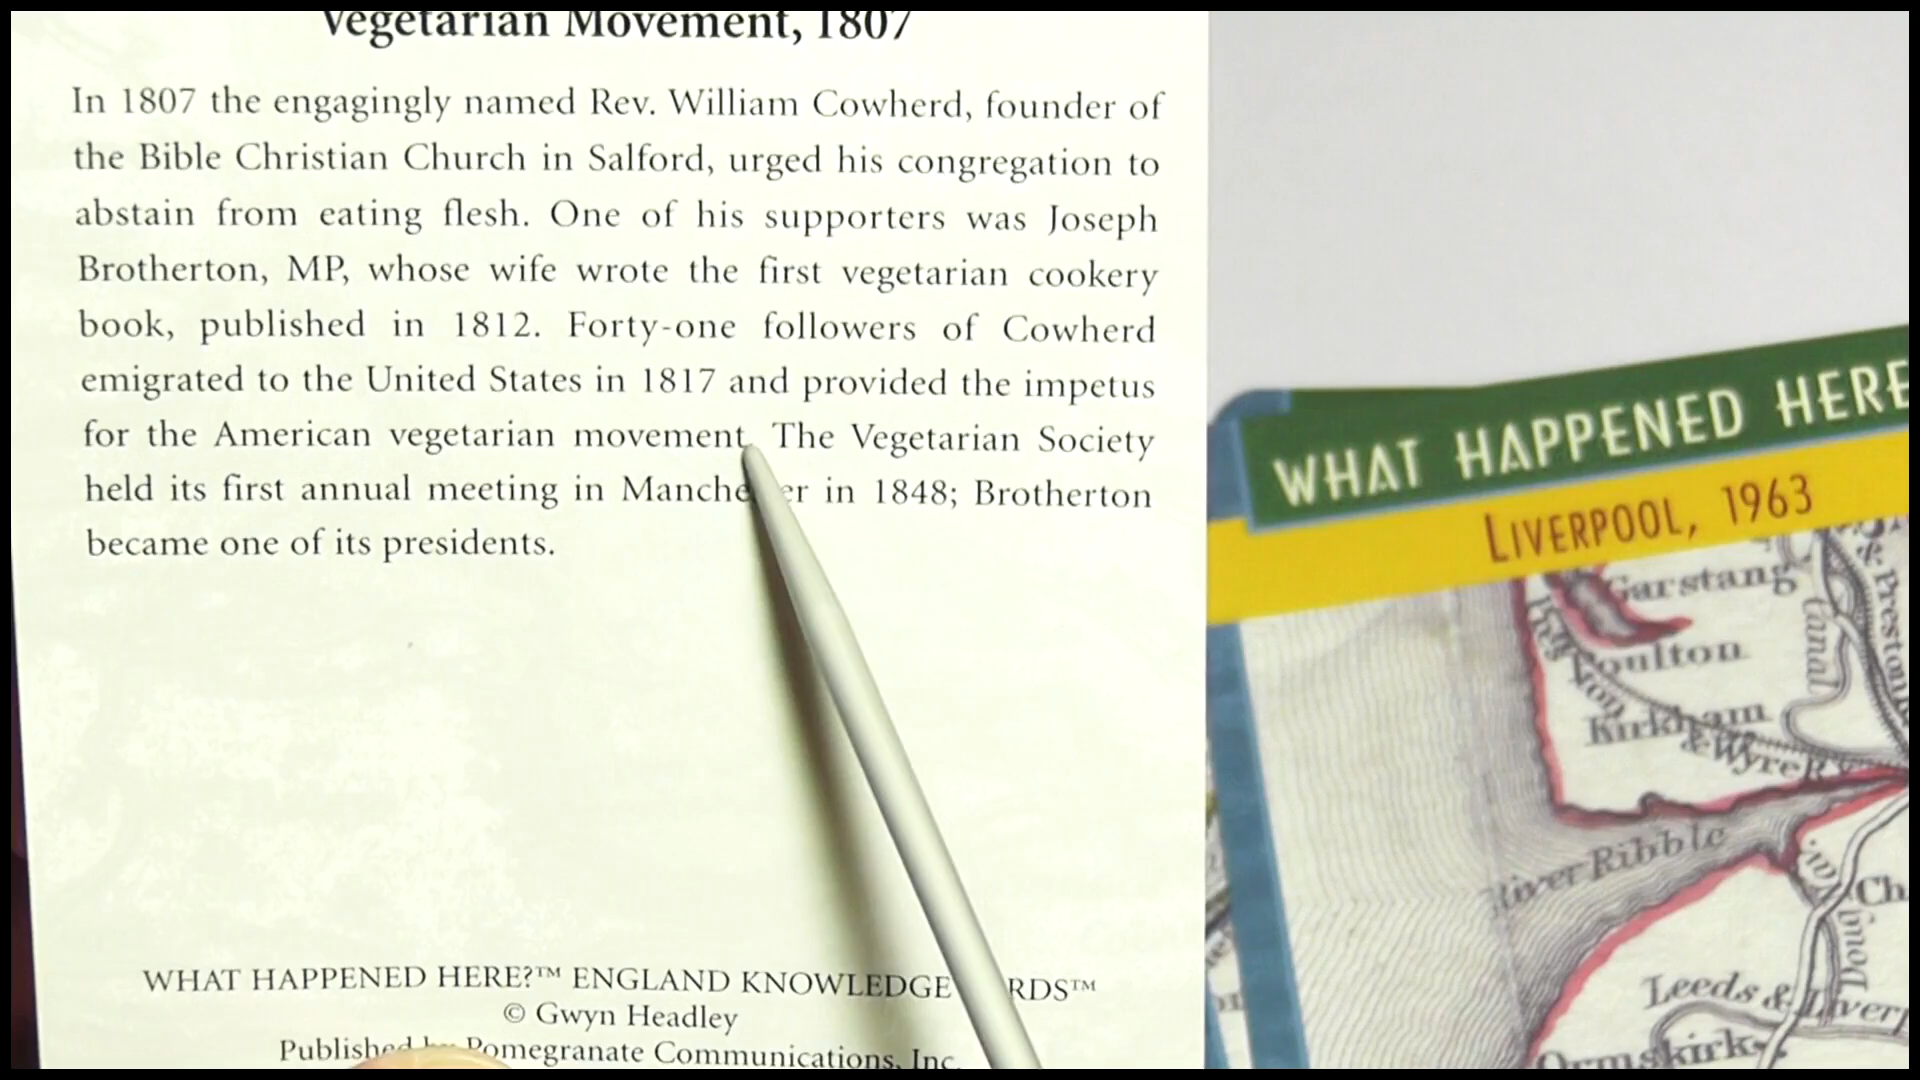 Vegetarian Movement, 1807
In 1807 the engagingly named Rev. William Cowherd, founder of
the Bible Christian Church in Salford, urged his congregation to
abstain from eating flesh. One of his supporters was Joseph
Brotherton, MP, whose wife wrote the first vegetarian cookery
book, published in 1812. Forty-one followers of Cowherd
emigrated to the United States in 1817 and provided the impetus
for the American vegetarian movement. The Vegetarian Society
held its first annual meeting in Manche er in 1848; Brotherton
became one of its presidents.
WHAT HAPPENED HERE?™ ENGLAND KNOWLEDGE RDS™
© Gwyn Headley
Published by Pomegranate Communications, Inc.
WHAT HAPPENED HERE
LIVERPOOL, 1963
Garstang
Poulton
Canal
Preston
Kirkham
& Wyre R
River Ribble
Ch
Leeds & Liver
Ormskirk